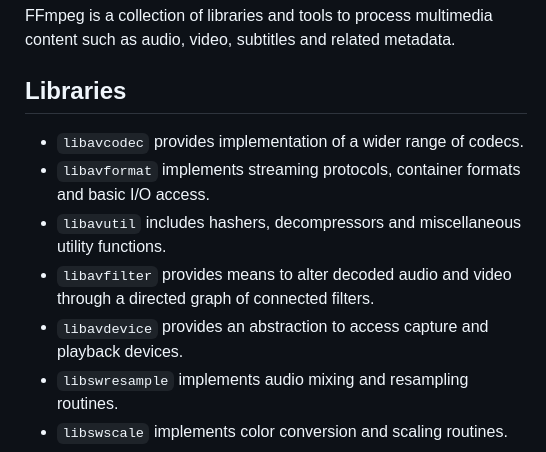 FFmpeg is a collection of libraries and tools to process multimedia
content such as audio, video, subtitles and related metadata.
Libraries
• libavcodec provides implementation of a wider range of codecs.
• libavformat implements streaming protocols, container formats
and basic I/O access.
• libavutil includes hashers, decompressors and miscellaneous
utility functions.
• libavfilter provides means to alter decoded audio and video
through a directed graph of connected filters.
• libavdevice provides an abstraction to access capture and
playback devices.
• libswresample implements audio mixing and resampling
routines.
• libswscale implements color conversion and scaling routines.